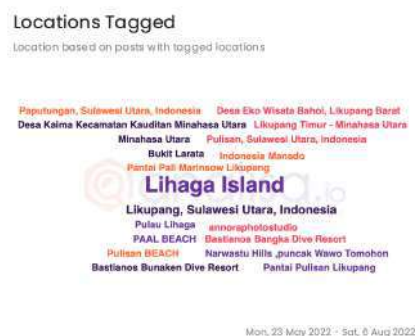 Locations Tagged
Location based on posts with tagged locations
Paputungan, Sulawesi Utara, Indonesia Desa Eko Wisata Bahoi, Likupang Barat
Desa Kaima Kecamatan Kauditan Minahasa Utara Likupang Timur - Minahasa Utara
Minahasa Utara Pulisan, Sulawesi Utara, Indonesia
Bukit Larata Indonesia Manado
Pantai Pall Marinsow Likupang
Lihaga Island
Likupang, Sulawesi Utara, Indonesia
Pulau Lihaga annoraphotostudio
PAAL BEACH Bastianos Bangka Dive Resort
Pulisan BEACH Narwastu Hills ,puncak Wawo Tomohon
Bastianos Bunaken Dive Resort Pantai Pulisan Likupang
Mon, 23 May 2022 - Sat, 6 Aug 2022